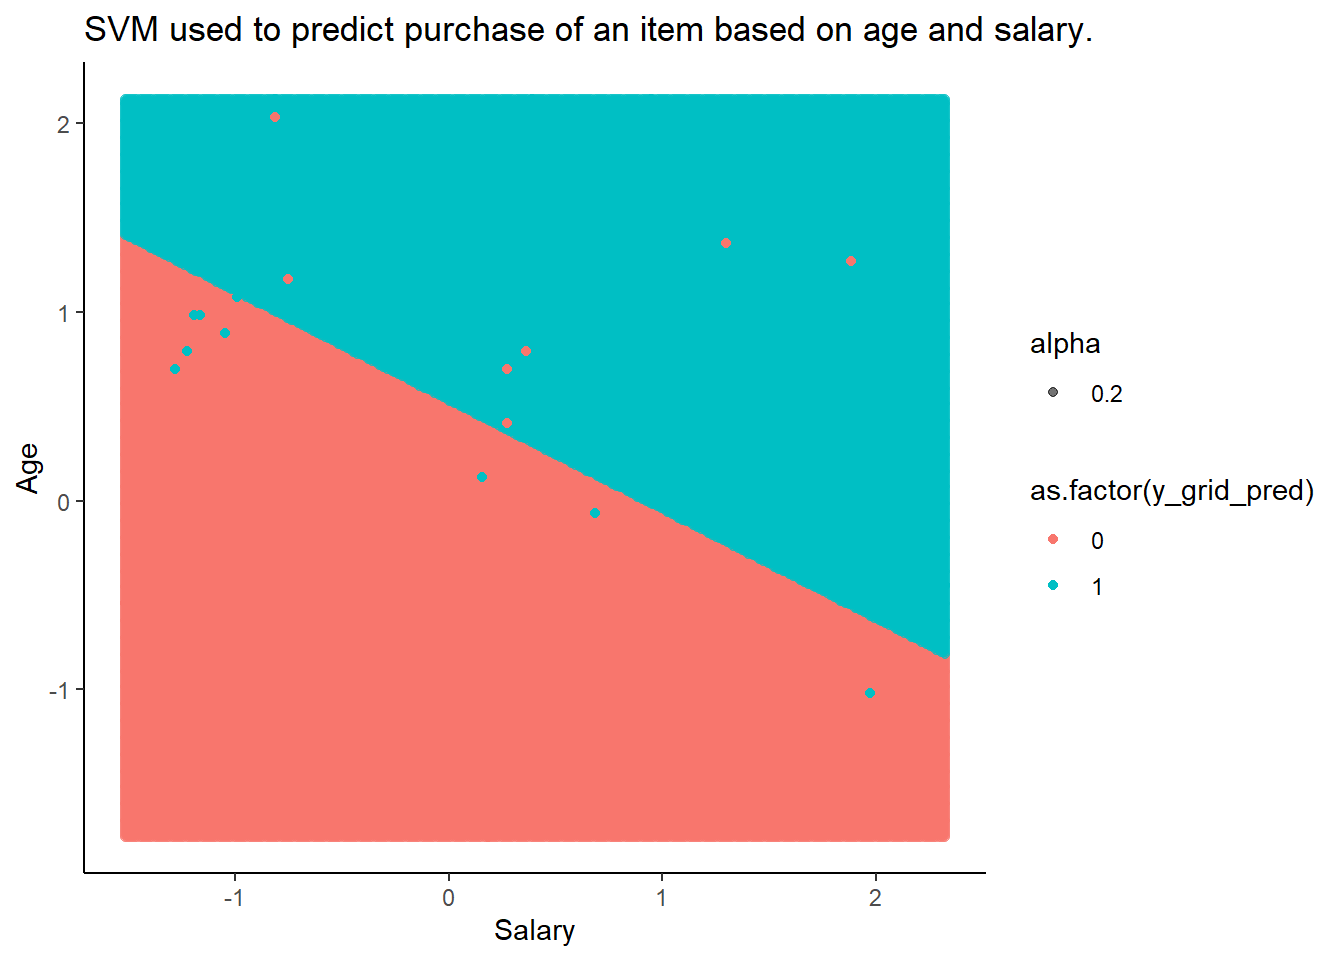 SVM used to predict purchase of an item based on age and salary.
2
1
0
-1
Age
-1
0
1
2
Salary
alpha
0.2
as.factor(y_grid_pred)
0
1